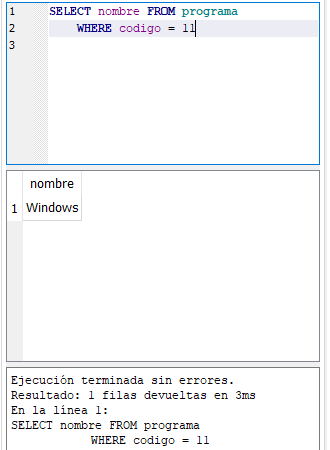 1 SELECT nombre FROM programa
2 WHERE codigo = 11
3
nombre
1 Windows
Ejecución terminada sin errores.
Resultado: 1 filas devueltas en 3ms
En la línea 1:
SELECT nombre FROM programa
WHERE codigo = 11